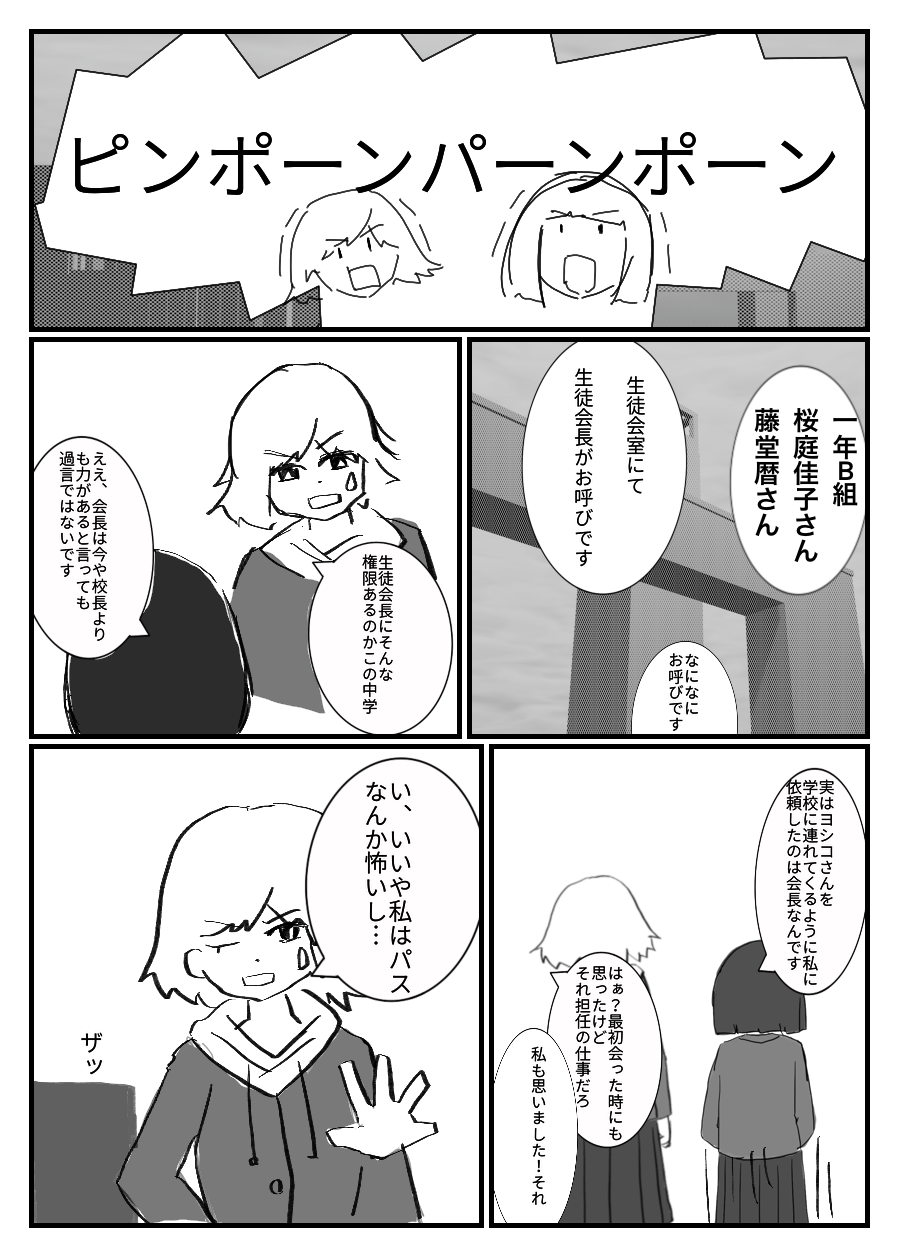 ピンポーンパーンポーン
一年B組
桜庭佳子さん
藤堂暦さん
生徒会室にて
生徒会長がお呼びです
なになに
お呼びです
生徒会長にそんな
権限あるのかこの中学
ええ、会長は今や校長より
も力があると言っても
過言ではないです
実はヨシコさんを
学校に連れてくるように私に
依頼したのは会長なんです
はぁ？最初会った時にも
思ったけど
それ担任の仕事だろ
私も思いました！それ
い、いいや私はパス
なんか怖いし…
ザッ